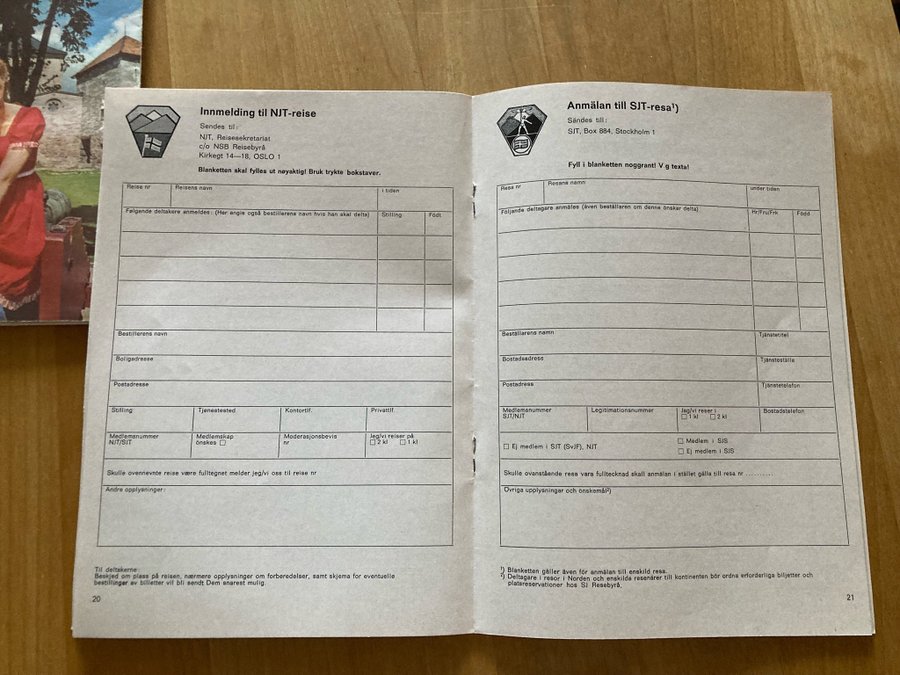 Innmelding til NJT-reise
Sendes til:
NJT, Reisesekretariat
c/o NSB Reisebyrå
Kirkegt 14—18, OSLO 1
Blanketten skal fylles ut nøyaktig! Bruk trykte bokstaver.
Reise nr
Reisens navn
i tiden
Følgende deltakere anmeldes: (Her angis også bestillerens navn hvis han skal delta)
Stilling
Født
Bestillerens navn
Boligadresse
Postadresse
Stilling
Tjenestested
Kontortlf.
Privattlf.
Medlemsnummer
NJT/SJT
Medlemskap
ønskes
Moderasjonsbevis
nr
Jeg/vi reiser på
2 kl 1 kl
Skulle ovennevnte reise være fulltegnet melder jeg/vi oss til reise nr
Andre opplysninger:
Til deltakerne:
Beskjed om plass på reisen, nærmere opplysninger om forberedelser, samt skjema for eventuelle
bestillinger av billetter vil bli sendt Dem snarest mulig.
20
Anmälan till SJT-resa¹)
Sändes till:
SJT, Box 884, Stockholm 1
Fyll i blanketten noggrant! V g texta!
Resa nr
Resans namn
under tiden
Följande deltagare anmäles (även beställaren om denne önskar delta)
Hr/Fru/Frk
Född
Beställarens namn
Tjänstetitel
Bostadsadress
Tjänsteställe
Postadress
Tjänstetelefon
Medlemsnummer
SJT/NJT
Legitimationsnummer
Jeg/vi reser i
1 kl 2 kl
Bostadstelefon
Ej medlem i SJT (SvJF), NJT
Medlem i SJS
Ej medlem i SJS
Skulle ovanstående resa vara fulltecknad skall anmälan i stället gälla till resa nr ..........
Övriga upplysningar och önskemål²)
¹) Blanketten gäller även för anmälan till enskild resa.
²) Deltagare i resor i Norden och enskilda resenärer till kontinenten bör ordna erforderliga biljetter och
platsreservationer hos SJ Resebyrå.
21